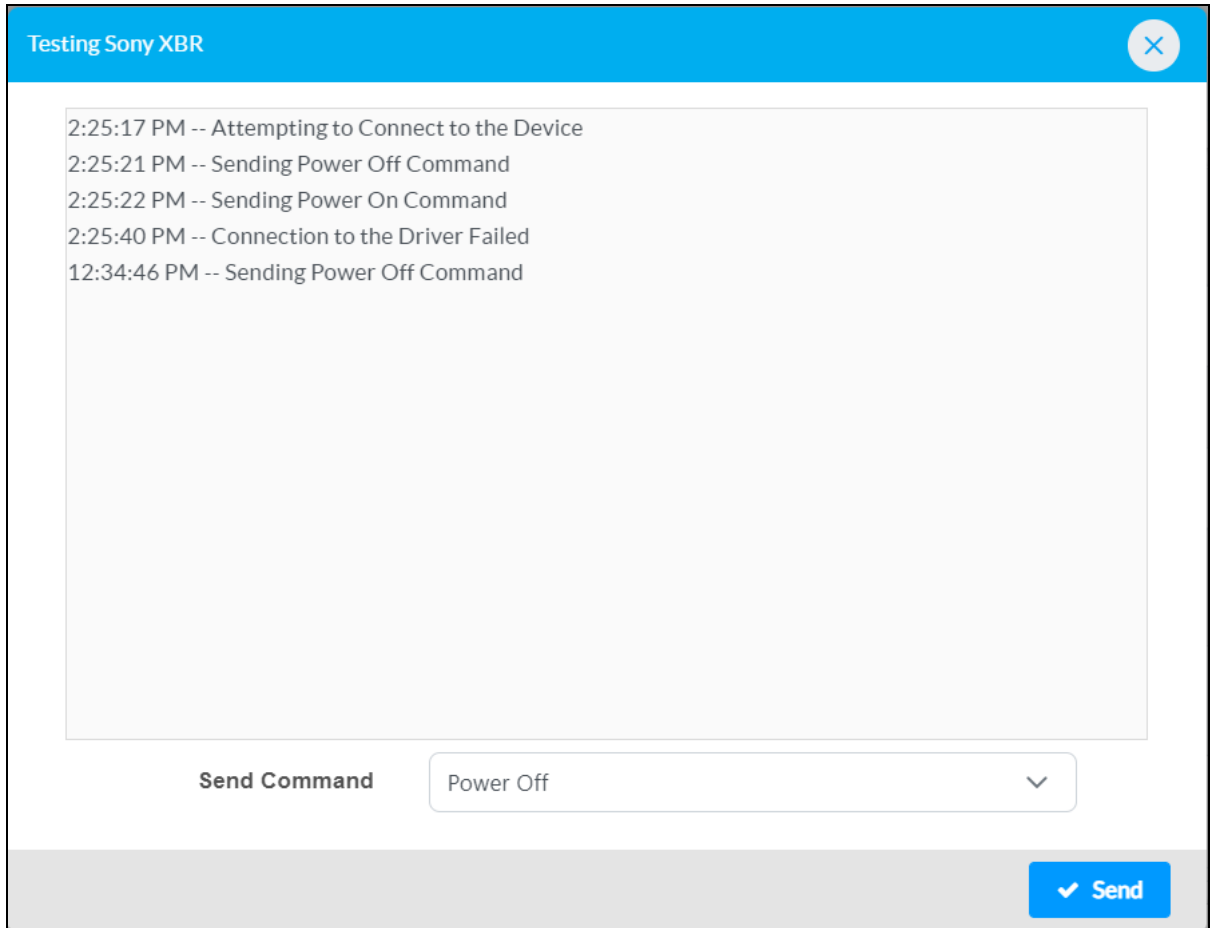 Testing Sony XBR
2:25:17 PM -- Attempting to Connect to the Device
2:25:21 PM -- Sending Power Off Command
2:25:22 PM -- Sending Power On Command
2:25:40 PM -- Connection to the Driver Failed
12:34:46 PM -- Sending Power Off Command
Send Command
Power Off
Send